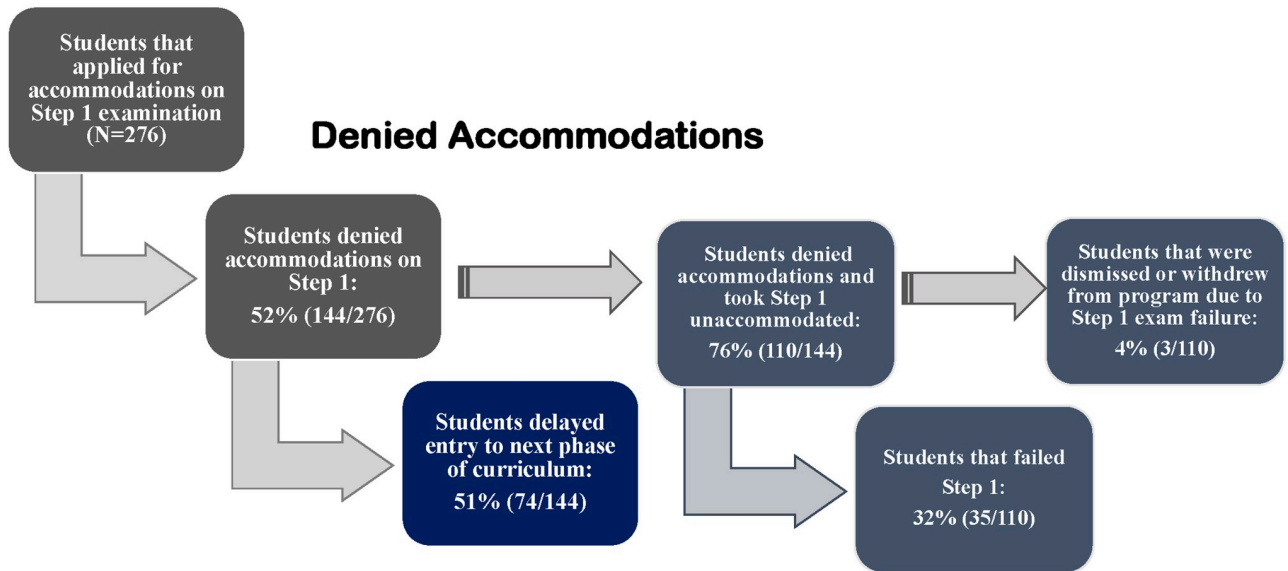 Students that
applied for
accommodations on
Step 1 examination
(N=276)
Denied Accommodations
Students denied
accommodations on
Step 1:
52% (144/276)
Students denied
accommodations and
took Step 1
unaccommodated:
76% (110/144)
Students that were
dismissed or withdrew
from program due to
Step 1 exam failure:
4% (3/110)
Students delayed
entry to next phase
of curriculum:
51% (74/144)
Students that failed
Step 1:
32% (35/110)